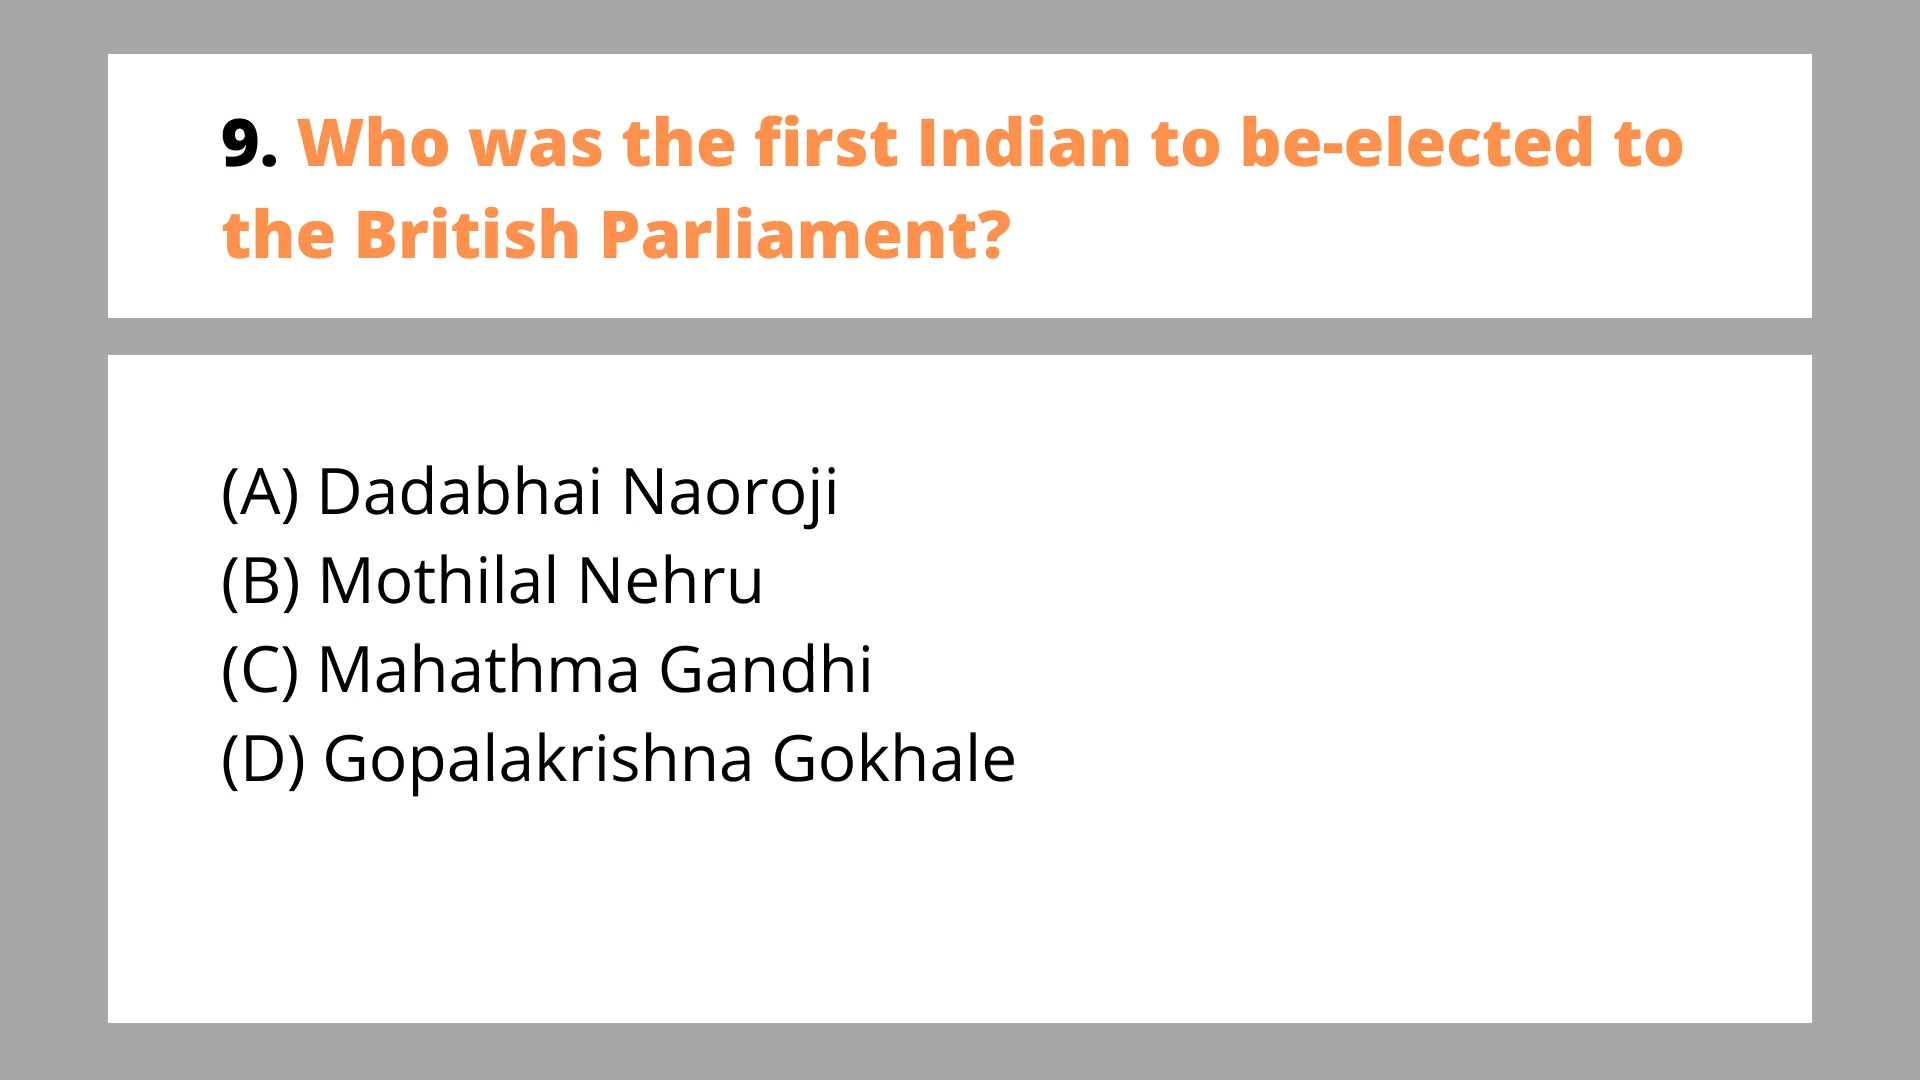 9. Who was the first Indian to be-elected to
the British Parliament?
(A) Dadabhai Naoroji
(B) Mothilal Nehru
(C) Mahathma Gandhi
(D) Gopalakrishna Gokhale